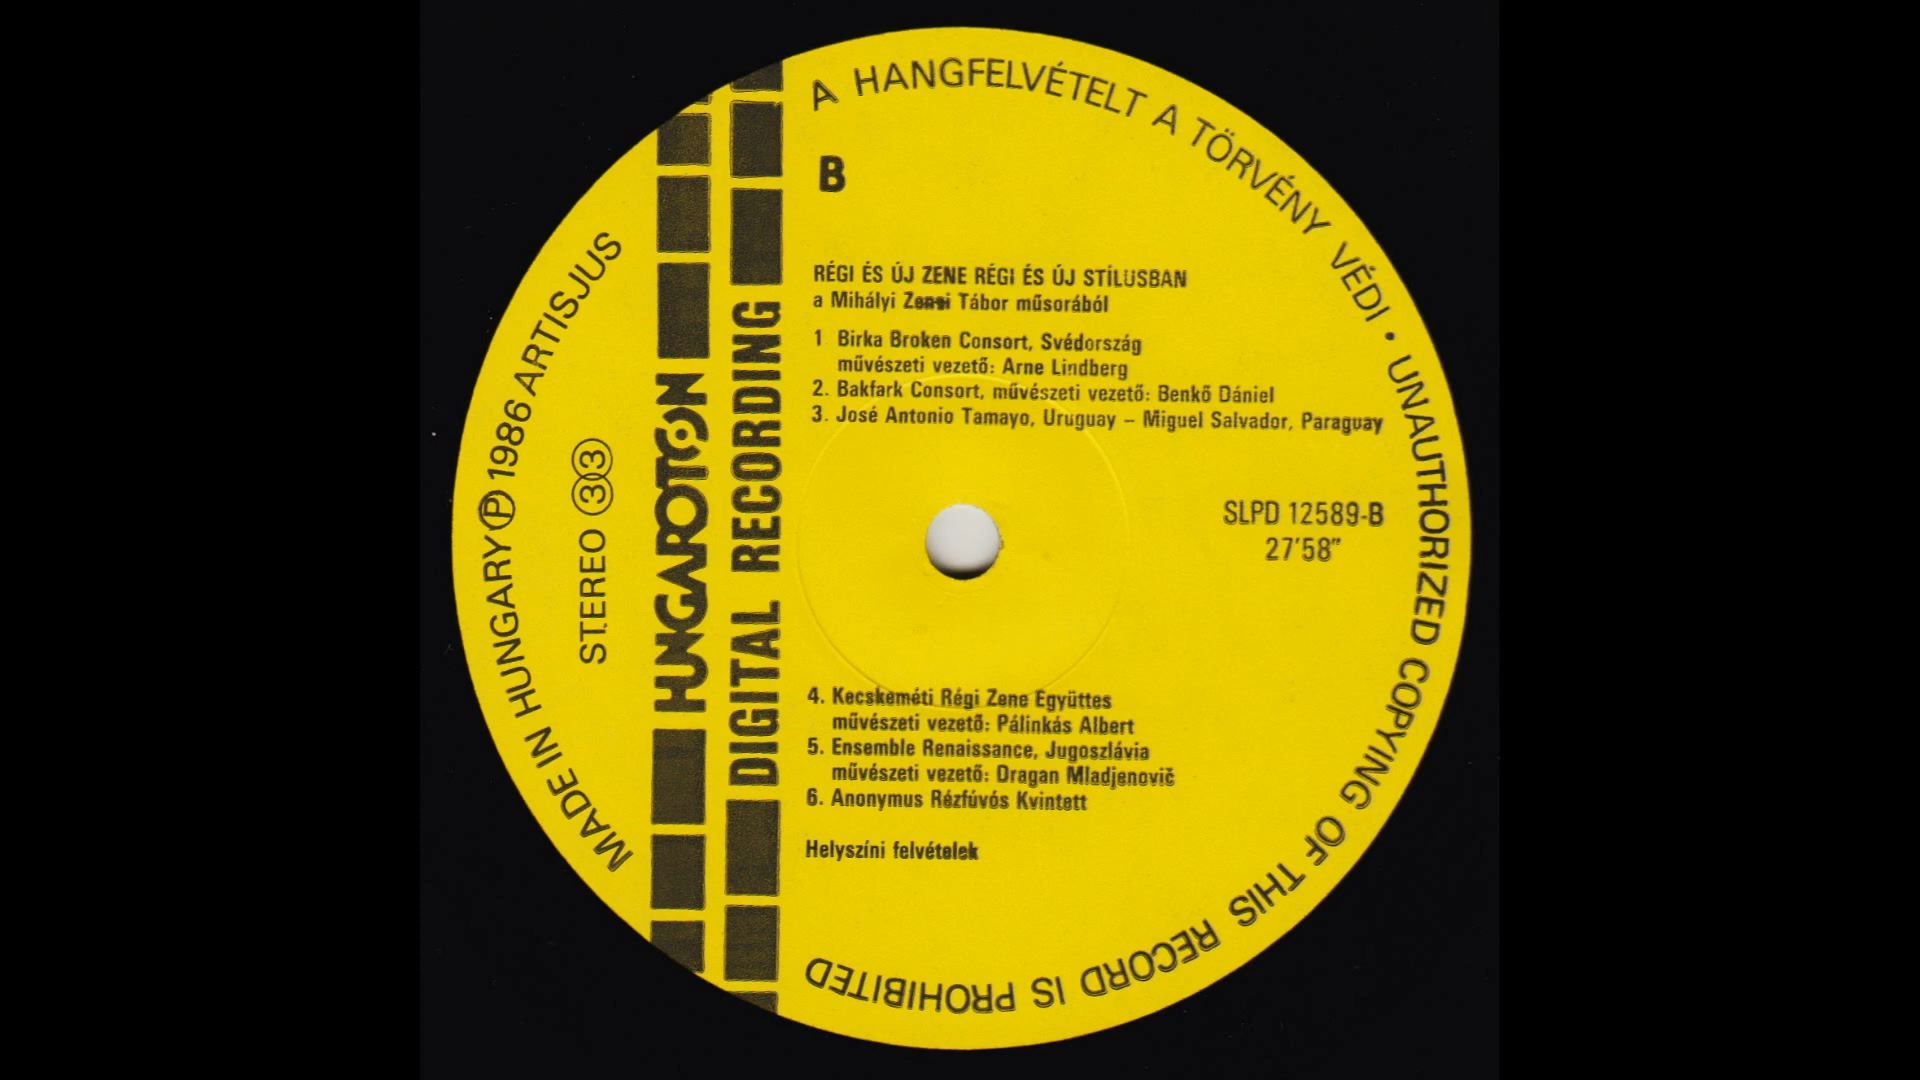 A HANGFELVÉTELT A TÖRVÉNY VÉDI • UNAUTHORIZED COPYING OF THIS RECORD IS PROHIBITED
MADE IN HUNGARY Ⓟ 1986 ARTISJUS
STEREO 33
HUNGAROTON
DIGITAL RECORDING
B
RÉGI ÉS ÚJ ZENE RÉGI ÉS ÚJ STÍLUSBAN
a Mihályi Zenei Tábor műsorából
1 Birka Broken Consort, Svédország
művészeti vezető: Arne Lindberg
2. Bakfark Consort, művészeti vezető: Benkő Dániel
3. José Antonio Tamayo, Uruguay – Miguel Salvador, Paraguay
SLPD 12589-B
27'58"
4. Kecskeméti Régi Zene Együttes
művészeti vezető: Pálinkás Albert
5. Ensemble Renaissance, Jugoszlávia
művészeti vezető: Dragan Mladjenovič
6. Anonymus Rézfúvós Kvintett
Helyszíni felvételek